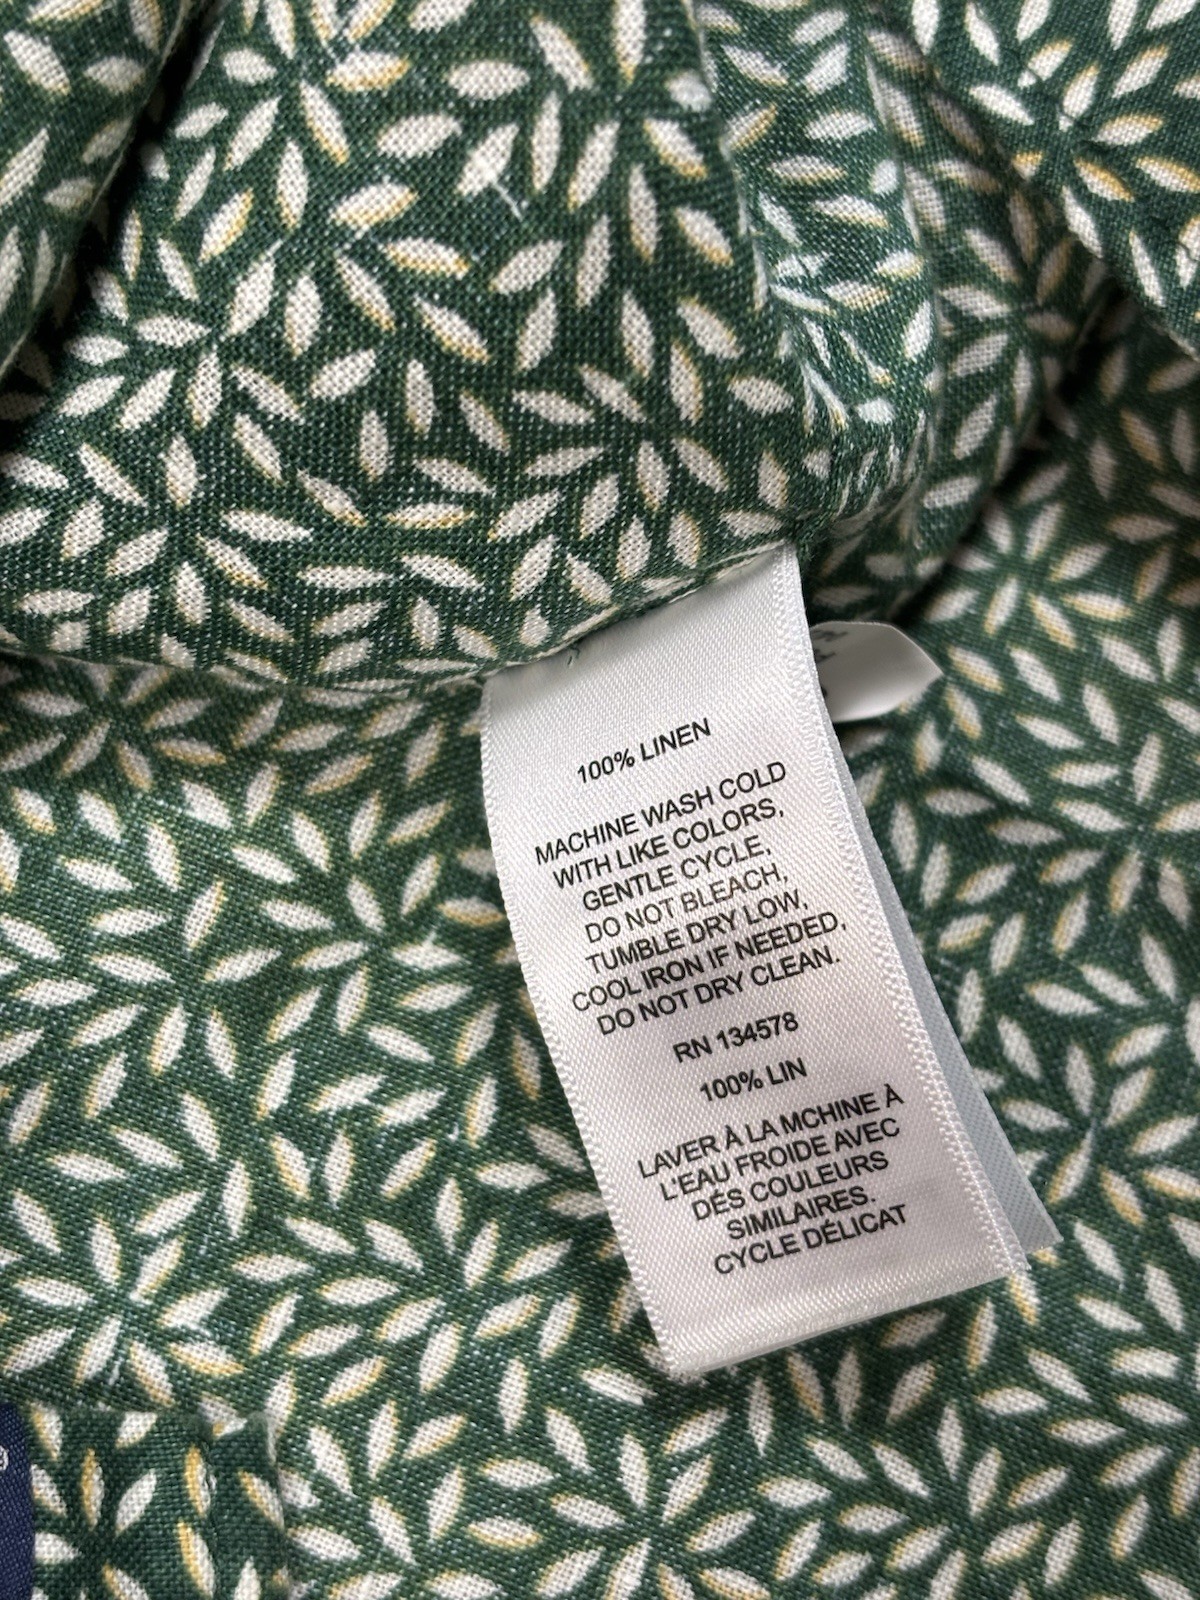 100% LINEN
MACHINE WASH COLD
WITH LIKE COLORS,
GENTLE CYCLE,
DO NOT BLEACH,
TUMBLE DRY LOW,
COOL IRON IF NEEDED,
DO NOT DRY CLEAN.
RN 134578
100% LIN
LAVER À LA MCHINE À
L'EAU FROIDE AVEC
DÉS COULEURS
SIMILAIRES.
CYCLE DÉLICAT